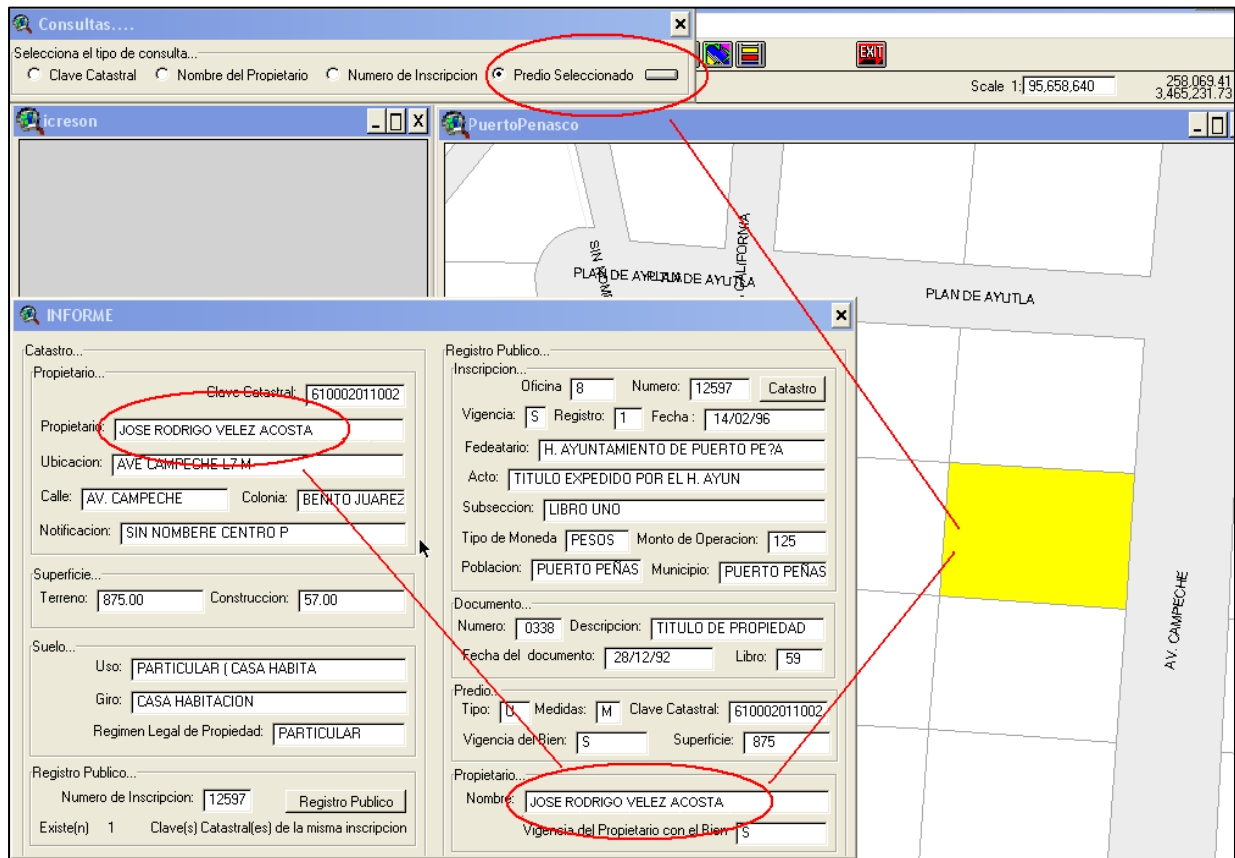 Consultas....
Selecciona el tipo de consulta...
Clave Catastral Nombre del Propietario Numero de Inscripcion Predio Seleccionado
EXIT
Scale 1: 95,658,640
258,069.41
3,465,231.73
icreson
PuertoPenasco
CALIFORNIA
PLAN DE AYUTLA
PLAN DE AYUTLA
PLAN DE AYUTLA
AV. CAMPECHE
INFORME
Catastro...
Propietario...
Clave Catastral: 610002011002
Propietario: JOSE RODRIGO VELEZ ACOSTA
Ubicacion: AVE CAMPECHE L7 M
Calle: AV. CAMPECHE Colonia: BENITO JUAREZ
Notificacion: SIN NOMBERE CENTRO P
Superficie...
Terreno: 875.00 Construccion: 57.00
Suelo...
Uso: PARTICULAR ( CASA HABITA
Giro: CASA HABITACION
Regimen Legal de Propiedad: PARTICULAR
Registro Publico...
Numero de Inscripcion: 12597 Registro Publico
Existe(n) 1 Clave(s) Catastral(es) de la misma inscripcion
Registro Publico...
Inscripcion...
Oficina 8 Numero: 12597 Catastro
Vigencia: S Registro: 1 Fecha : 14/02/96
Fedeatario: H. AYUNTAMIENTO DE PUERTO PE?A
Acto: TITULO EXPEDIDO POR EL H. AYUN
Subseccion: LIBRO UNO
Tipo de Moneda PESOS Monto de Operacion: 125
Poblacion: PUERTO PEÑAS Municipio: PUERTO PEÑAS
Documento...
Numero: 0338 Descripcion: TITULO DE PROPIEDAD
Fecha del documento: 28/12/92 Libro: 59
Predio...
Tipo: U Medidas: M Clave Catastral: 610002011002
Vigencia del Bien: S Superficie: 875
Propietario...
Nombre: JOSE RODRIGO VELEZ ACOSTA
Vigencia del Propietario con el Bien S